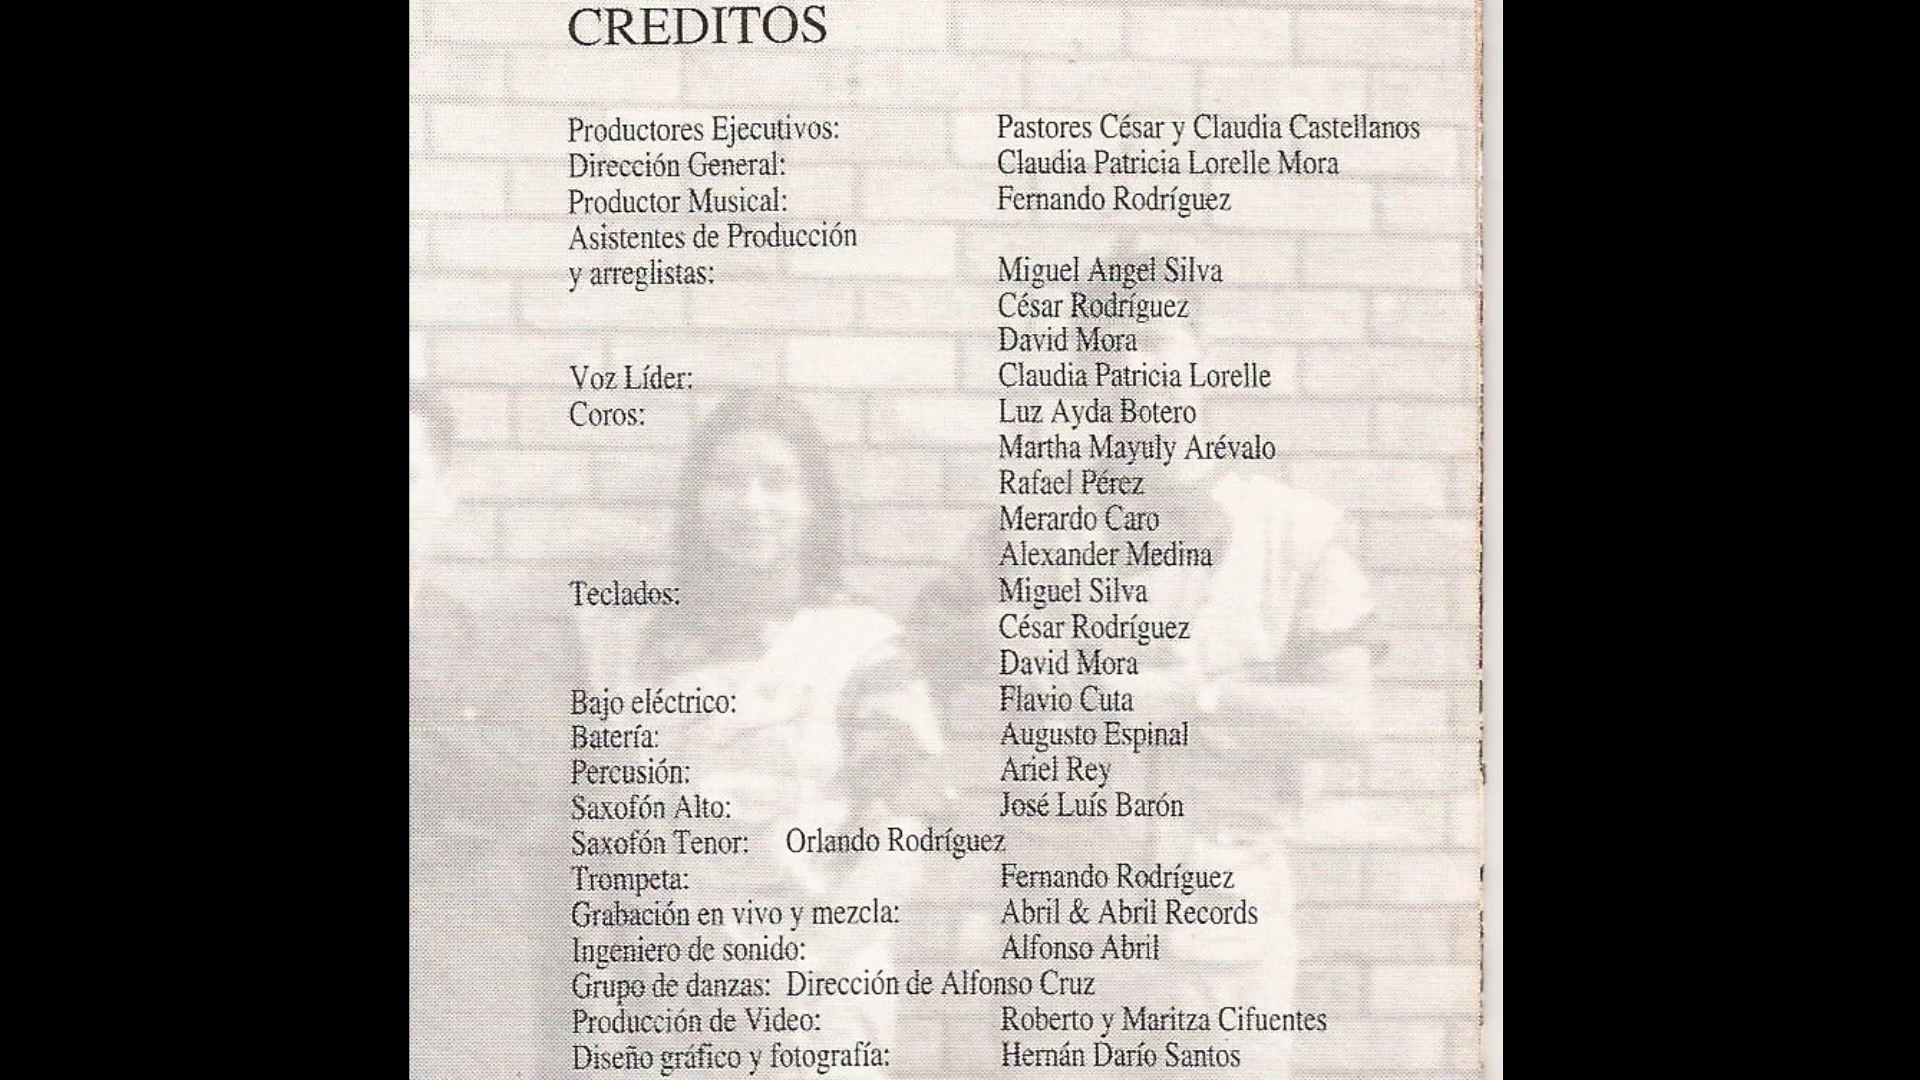 CREDITOS
Productores Ejecutivos: Pastores César y Claudia Castellanos
Dirección General: Claudia Patricia Lorelle Mora
Productor Musical: Fernando Rodríguez
Asistentes de Producción
y arreglistas: Miguel Angel Silva
César Rodríguez
David Mora
Voz Líder: Claudia Patricia Lorelle
Coros: Luz Ayda Botero
Martha Mayuly Arévalo
Rafael Pérez
Merardo Caro
Alexander Medina
Teclados: Miguel Silva
César Rodríguez
David Mora
Bajo eléctrico: Flavio Cuta
Batería: Augusto Espinal
Percusión: Ariel Rey
Saxofón Alto: José Luís Barón
Saxofón Tenor: Orlando Rodríguez
Trompeta: Fernando Rodríguez
Grabación en vivo y mezcla: Abril & Abril Records
Ingeniero de sonido: Alfonso Abril
Grupo de danzas: Dirección de Alfonso Cruz
Producción de Video: Roberto y Maritza Cifuentes
Diseño gráfico y fotografía: Hernán Darío Santos